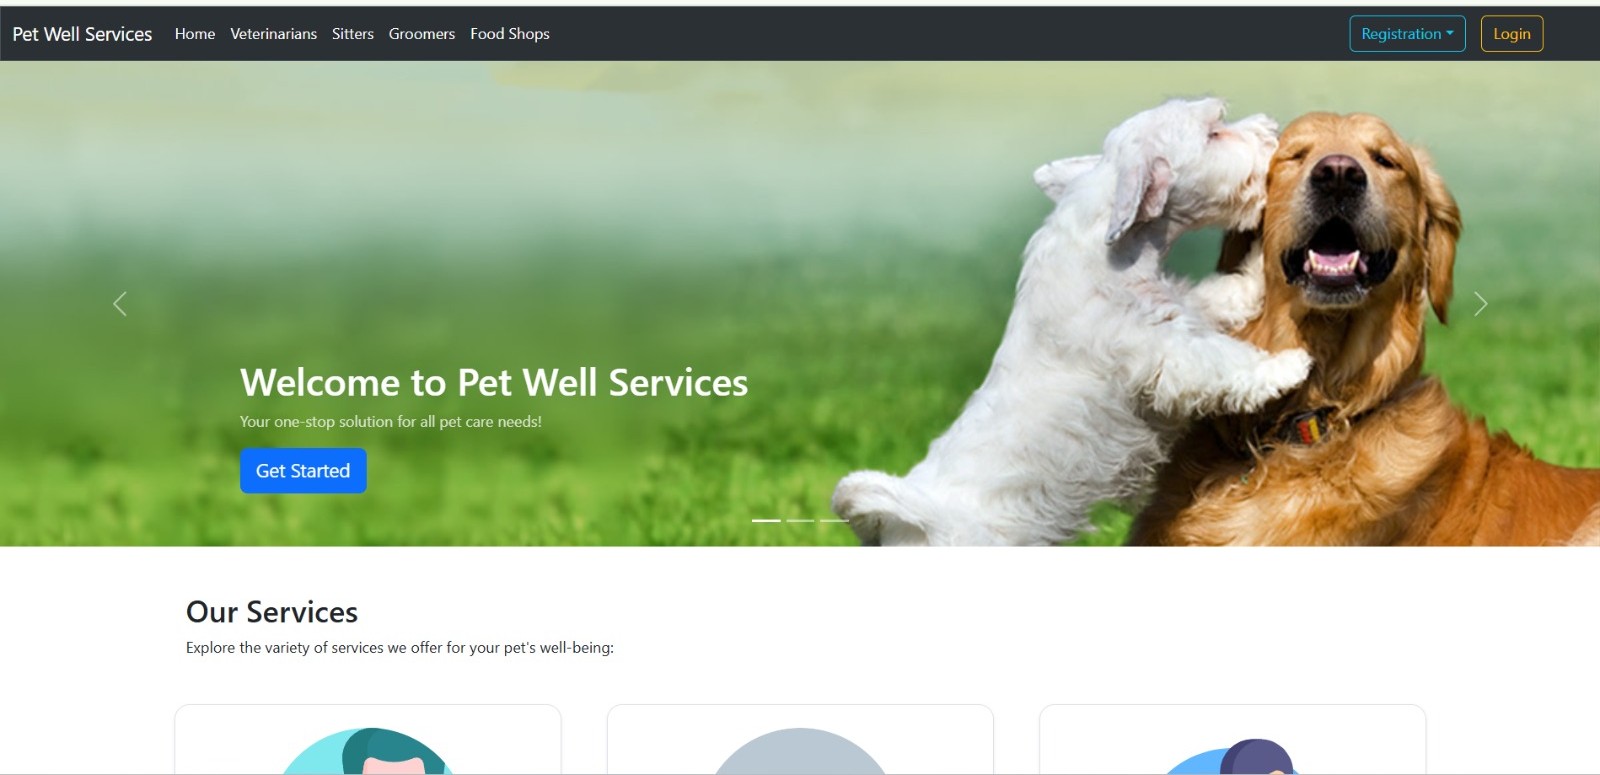 Pet Well Services Home Veterinarians Sitters Groomers Food Shops Registration Login
Welcome to Pet Well Services
Your one-stop solution for all pet care needs!
Get Started
Our Services
Explore the variety of services we offer for your pet's well-being: